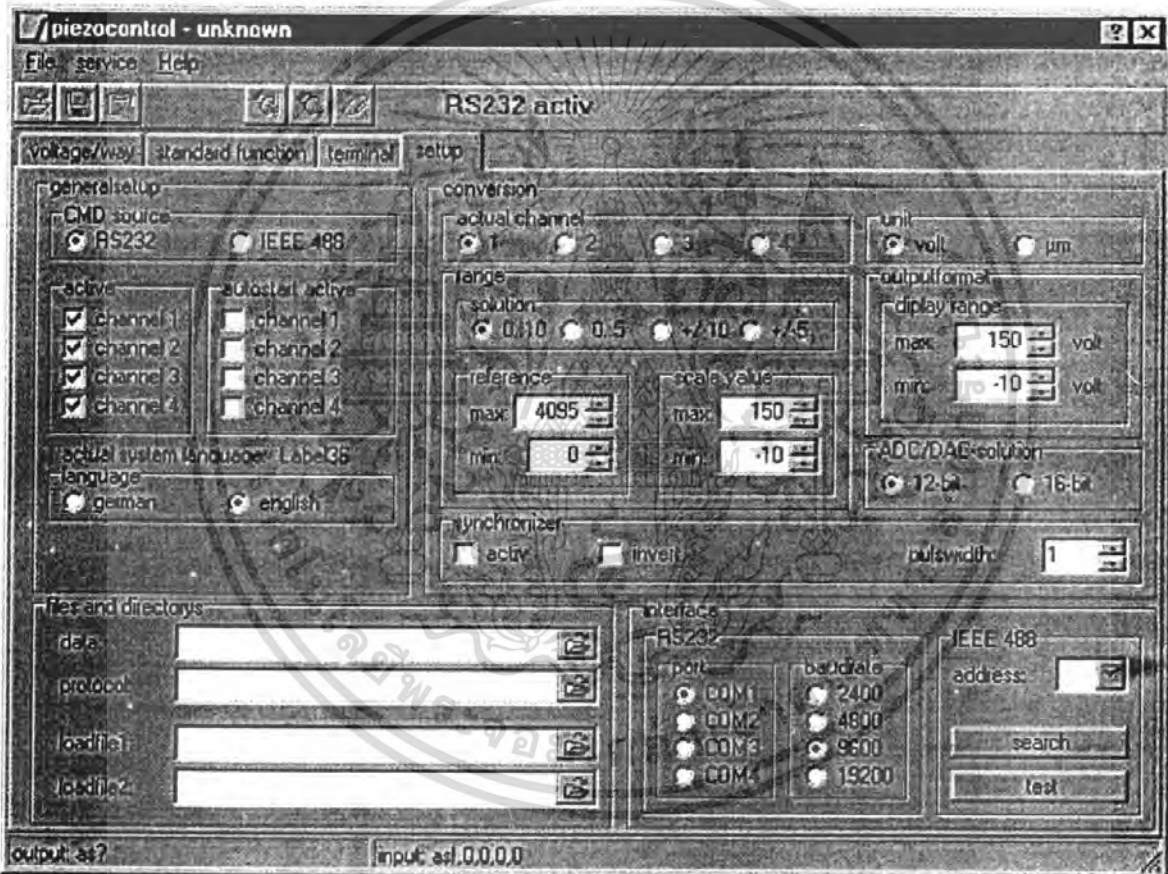 piezocontrol - unknown
File service Help
RS232 activ
voltage/way standard function terminal setup
generalsetup
CMD source
RS232 IEEE 488
active
channel 1
channel 2
channel 3
channel 4
autostart active
channel 1
channel 2
channel 3
channel 4
actual system language: Label36
language
german english
conversion
actual channel
1 2 3 4
unit
volt µm
range
solution
0./.10 0..5 +/-10 +/-5
reference
max: 4095
min: 0
scale value
max: 150
min: -10
outputformat
diplay range
max: 150 volt
min: -10 volt
ADC/DAC-solution
12-bit 16-bit
synchronizer
activ invert pulswidth: 1
files and directorys
data:
protocol:
loadfile1:
loadfile2:
interface
RS232
port
COM1
COM2
COM3
COM4
baudrate
2400
4800
9600
19200
IEEE 488
address:
search
test
output: as?
input: as!,0,0,0,0